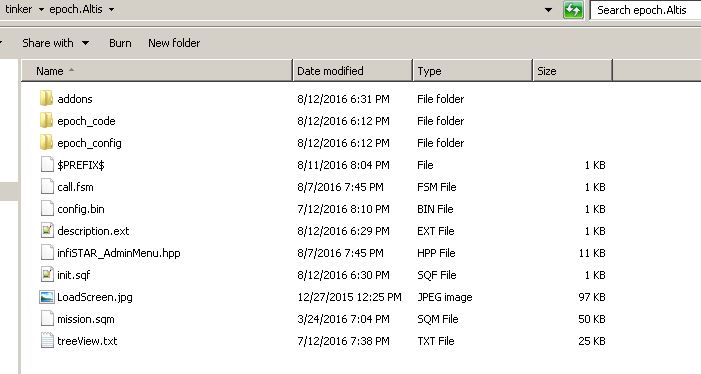 tinker epoch.Altis Search epoch.Altis
Share with Burn New folder
Name Date modified Type Size
addons 8/12/2016 6:31 PM File folder
epoch_code 8/12/2016 6:12 PM File folder
epoch_config 8/12/2016 6:12 PM File folder
$PREFIX$ 8/11/2016 8:04 PM File 1 KB
call.fsm 8/7/2016 7:45 PM FSM File 1 KB
config.bin 7/12/2016 8:10 PM BIN File 1 KB
description.ext 8/12/2016 6:29 PM EXT File 1 KB
infiSTAR_AdminMenu.hpp 8/7/2016 7:45 PM HPP File 11 KB
init.sqf 8/12/2016 6:30 PM SQF File 1 KB
LoadScreen.jpg 12/27/2015 12:25 PM JPEG image 97 KB
mission.sqm 3/24/2016 7:04 PM SQM File 50 KB
treeView.txt 7/12/2016 7:38 PM TXT File 25 KB